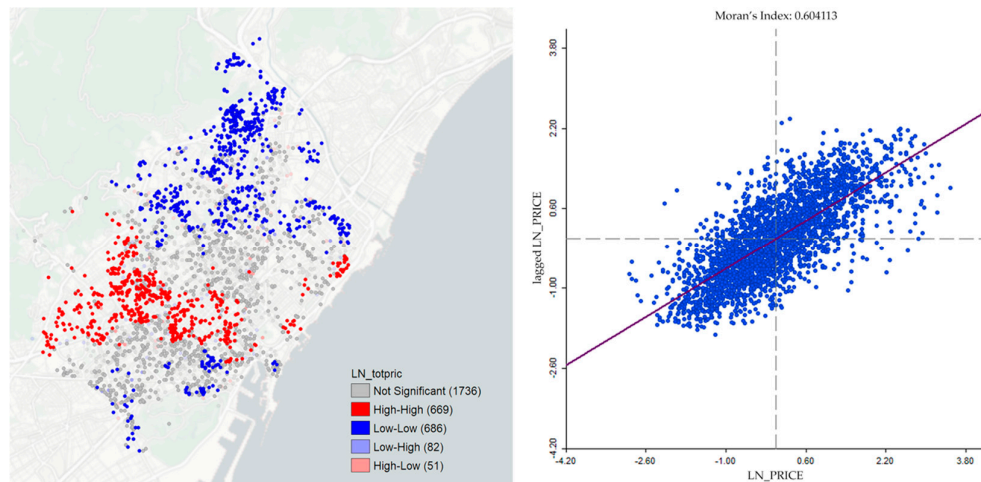 LN_totpric
Not Significant (1736)
High-High (669)
Low-Low (686)
Low-High (82)
High-Low (51)
Moran's Index: 0.604113
lagged LN_PRICE
3.80
2.20
0.60
-1.00
-2.60
-4.20
-4.20
-2.60
-1.00
0.60
2.20
3.80
LN_PRICE